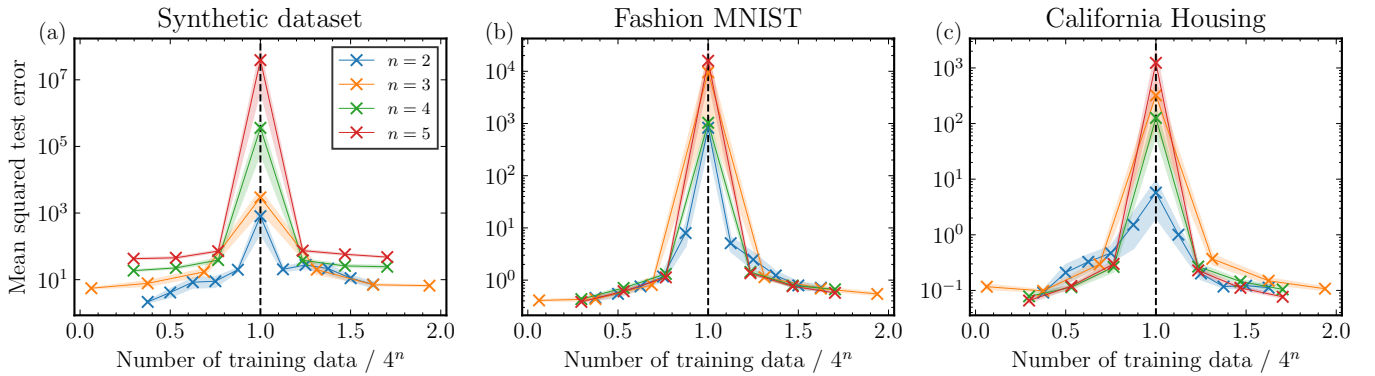 Synthetic dataset
Fashion MNIST
California Housing
(a)
(b)
(c)
Mean squared test error
10^7
10^5
10^3
10^1
n = 2
n = 3
n = 4
n = 5
0.0 0.5 1.0 1.5 2.0
Number of training data / 4^n
10^4
10^3
10^2
10^1
10^0
0.0 0.5 1.0 1.5 2.0
Number of training data / 4^n
10^3
10^2
10^1
10^0
10^−1
0.0 0.5 1.0 1.5 2.0
Number of training data / 4^n